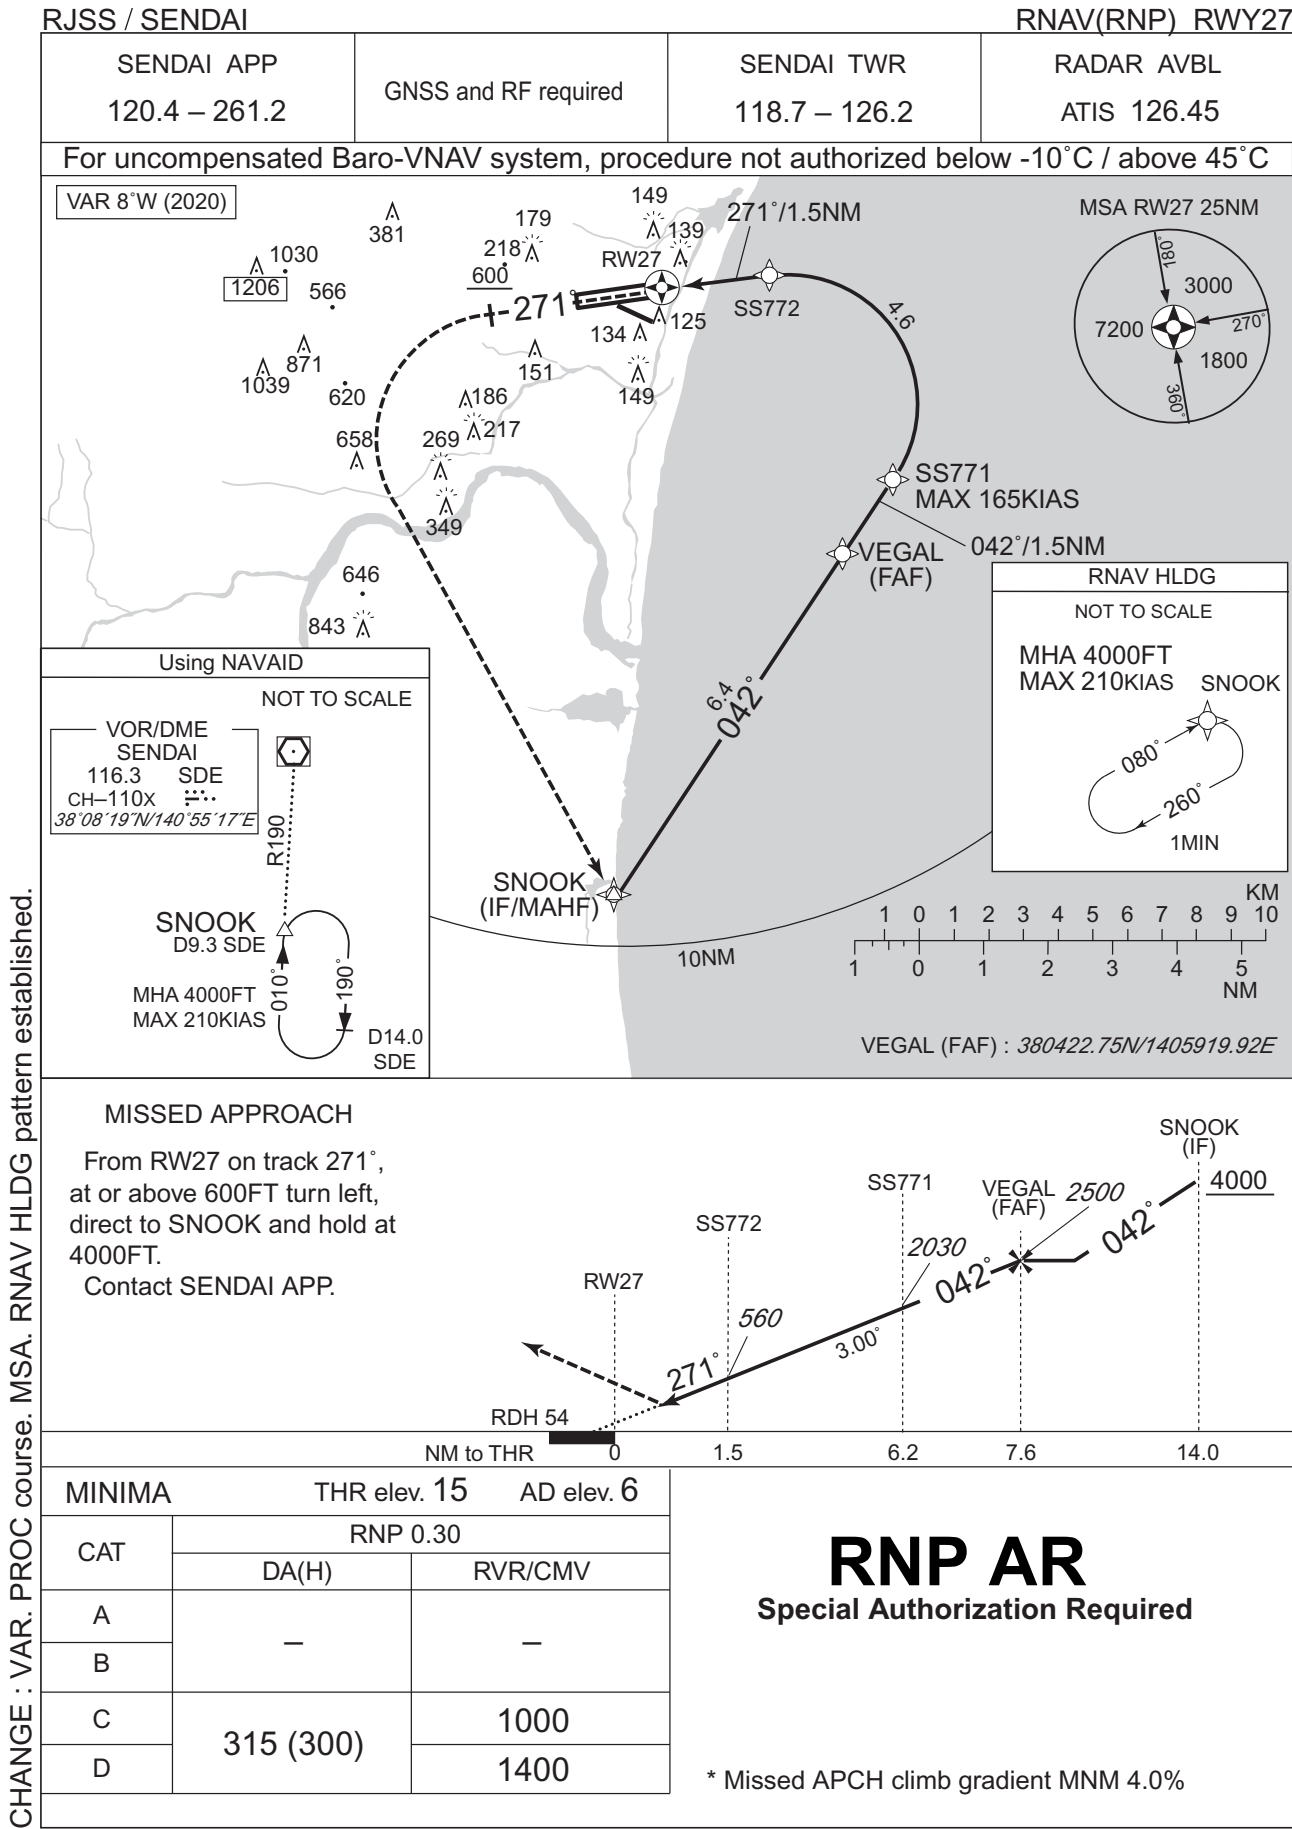 RJSS / SENDAI
RNAV(RNP) RWY27
SENDAI APP
120.4 – 261.2
GNSS and RF required
SENDAI TWR
118.7 – 126.2
RADAR AVBL
ATIS 126.45
For uncompensated Baro-VNAV system, procedure not authorized below -10˚C / above 45˚C
VAR 8˚W (2020)
381
1030
1206
566
871
1039
620
658
179
218
600
149
139
RW27
271˚
134
125
151
149
186
217
269
349
646
843
271˚/1.5NM
SS772
4.6
SS771
MAX 165KIAS
VEGAL
(FAF)
042˚/1.5NM
6.4
042˚
SNOOK
(IF/MAHF)
10NM
MSA RW27 25NM
180˚
3000
7200
270˚
1800
360˚
RNAV HLDG
NOT TO SCALE
MHA 4000FT
MAX 210KIAS
SNOOK
080˚
260˚
1MIN
Using NAVAID
NOT TO SCALE
VOR/DME
SENDAI
116.3 SDE
CH–110X
38˚08´19˝N/140˚55´17˝E
R190
SNOOK
D9.3 SDE
MHA 4000FT
MAX 210KIAS
010˚
190˚
D14.0
SDE
KM
1 0 1 2 3 4 5 6 7 8 9 10
1 0 1 2 3 4 5
NM
VEGAL (FAF) : 380422.75N/1405919.92E
MISSED APPROACH
From RW27 on track 271˚,
at or above 600FT turn left,
direct to SNOOK and hold at
4000FT.
Contact SENDAI APP.
SNOOK
(IF)
4000
042˚
2500
VEGAL
(FAF)
SS771
2030
042˚
SS772
560
3.00˚
271˚
RW27
RDH 54
NM to THR 0 1.5 6.2 7.6 14.0
MINIMA THR elev. 15 AD elev. 6
CAT
RNP 0.30
DA(H) RVR/CMV
A
B
– –
C
D
315 (300)
1000
1400
RNP AR
Special Authorization Required
* Missed APCH climb gradient MNM 4.0%
CHANGE : VAR. PROC course. MSA. RNAV HLDG pattern established.